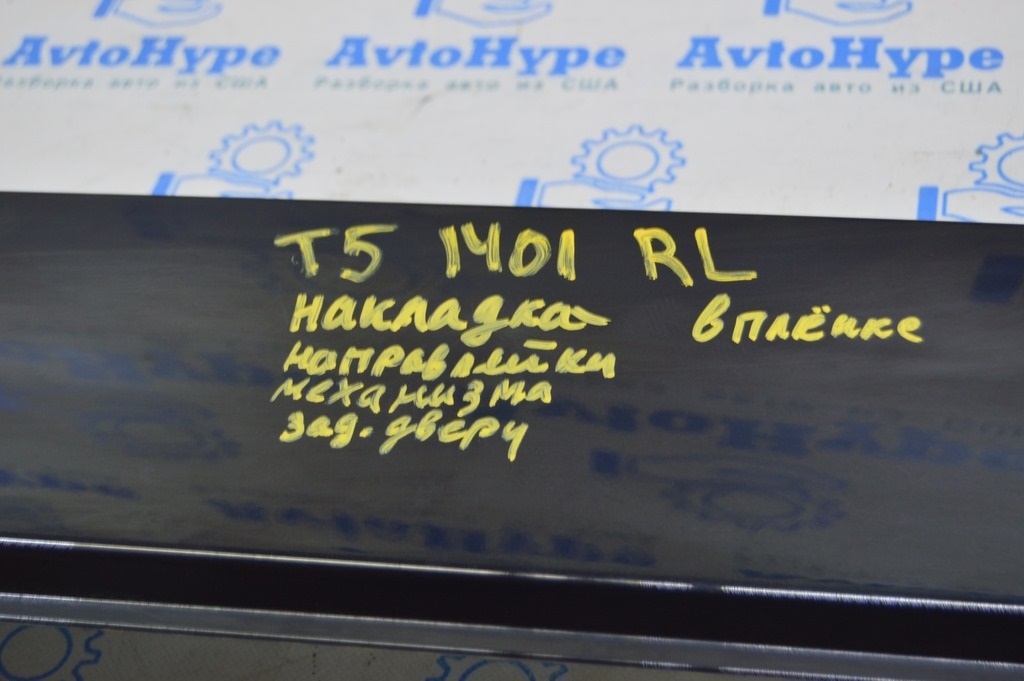 AvtoHype AvtoHype AvtoHype
Разборка авто из США Разборка авто из США Разборка авто из США
T5 1401 RL
накладка в плёнке
направляйки
механизма
зад. двери